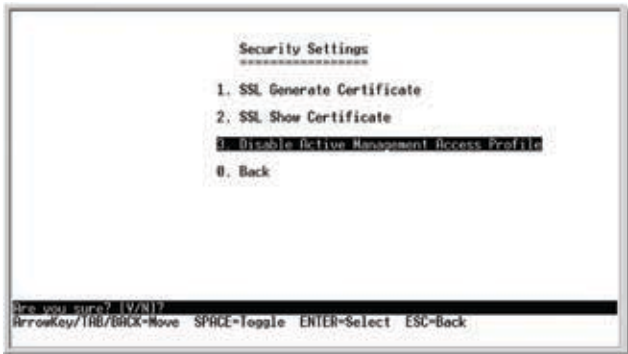 Security Settings
=================
1. SSL Generate Certificate
2. SSL Show Certificate
3. Disable Active Management Access Profile
0. Back
Are you sure? [Y/N]?
ArrowKey/TAB/BACK=Move SPACE=Toggle ENTER=Select ESC=Back